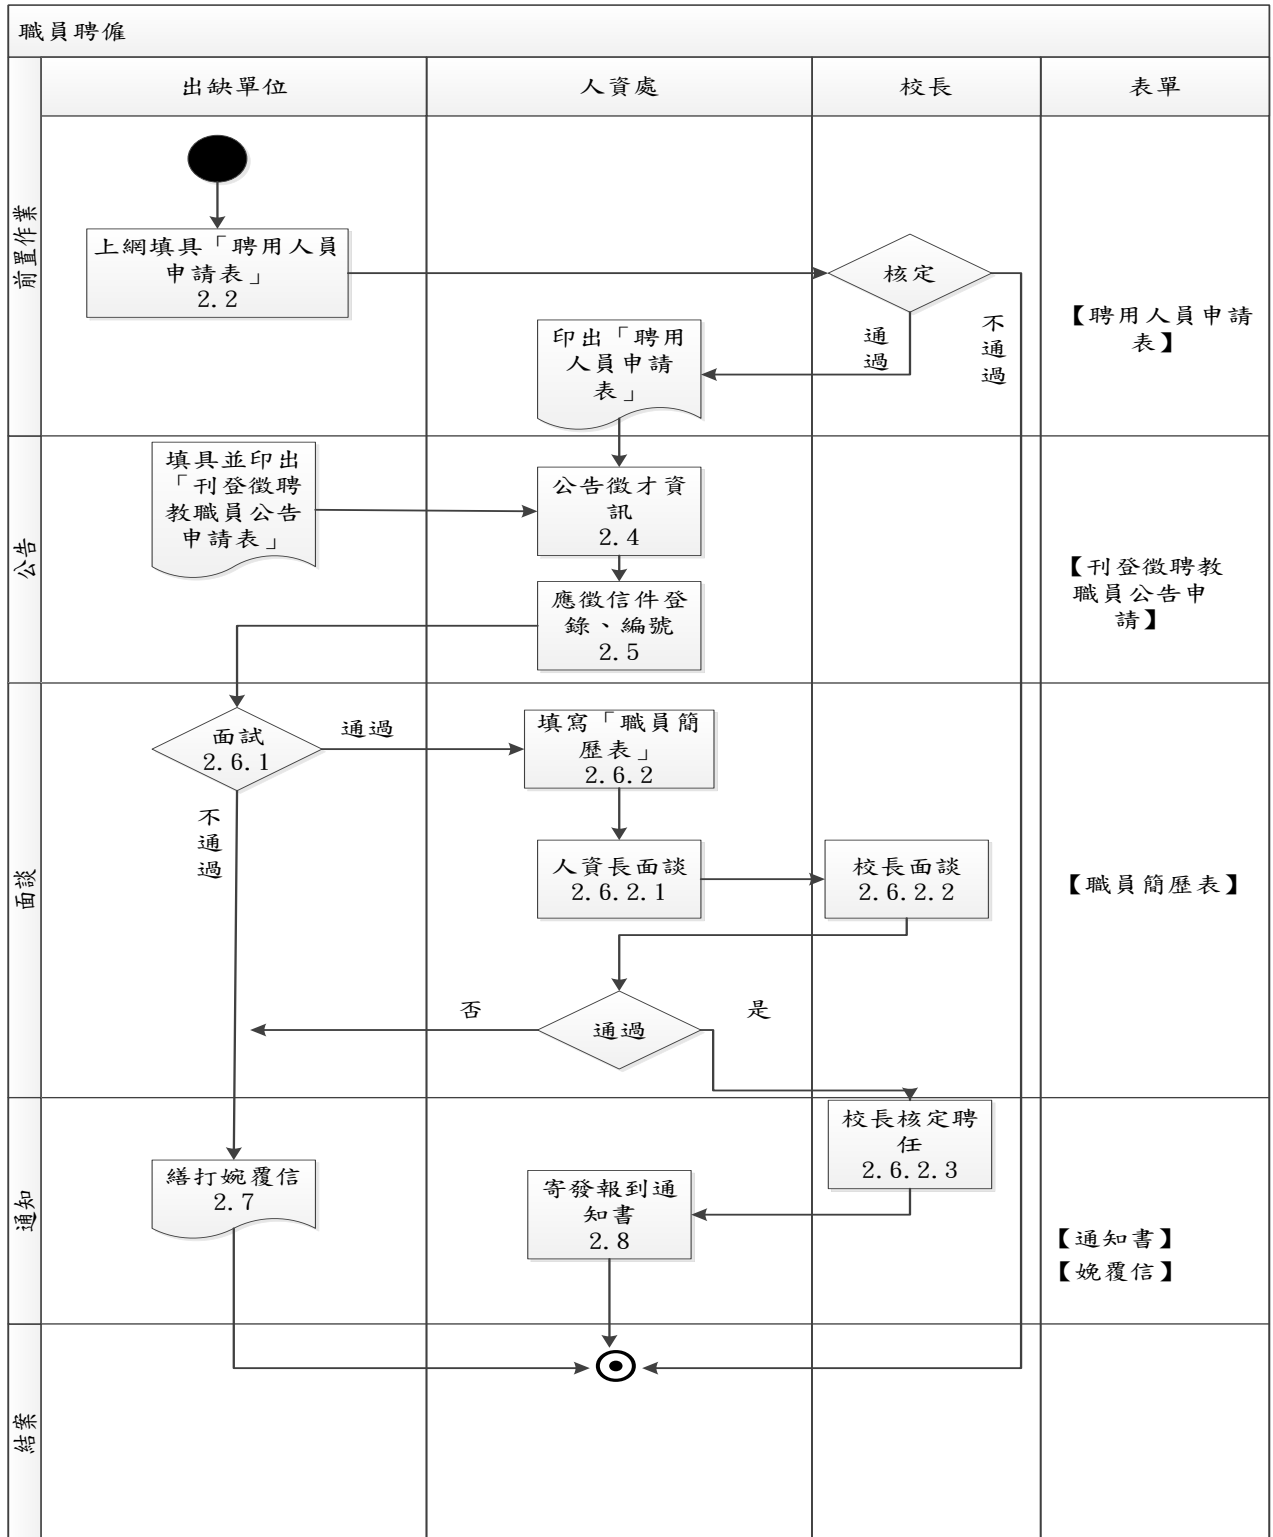 職員聘僱
出缺單位
人資處
校長
表單
前置作業
上網填具「聘用人員
申請表」
2.2
核定
通過
不通過
印出「聘用
人員申請
表」
【聘用人員申請
表】
公告
填具並印出
「刊登徵聘
教職員公告
申請表」
公告徵才資
訊
2.4
應徵信件登
錄、編號
2.5
【刊登徵聘教
職員公告申
請】
面談
面試
2.6.1
通過
不通過
填寫「職員簡
歷表」
2.6.2
人資長面談
2.6.2.1
校長面談
2.6.2.2
【職員簡歷表】
否
通過
是
通知
校長核定聘
任
2.6.2.3
繕打婉覆信
2.7
寄發報到通
知書
2.8
【通知書】
【婉覆信】
結案